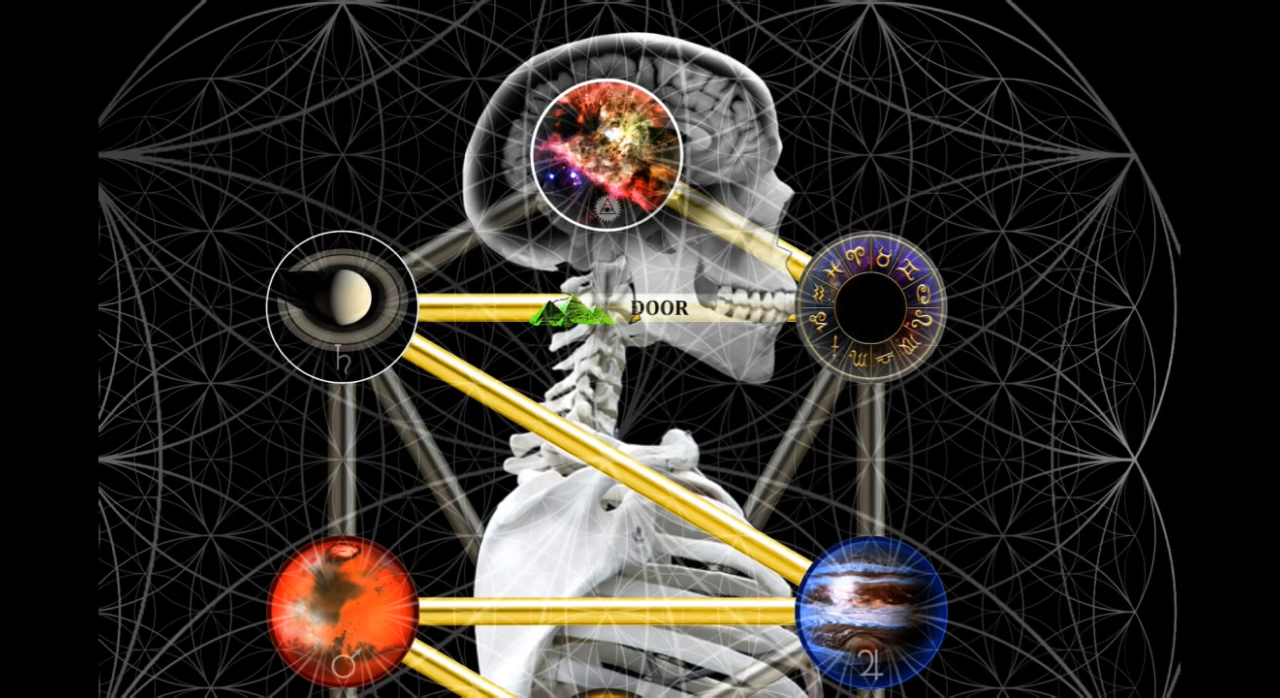 DOOR
♈ ♉ ♊ ♋ ♌ ♍ ♎ ♏ ♐ ♑ ♒ ♓
♄
♂ ♃